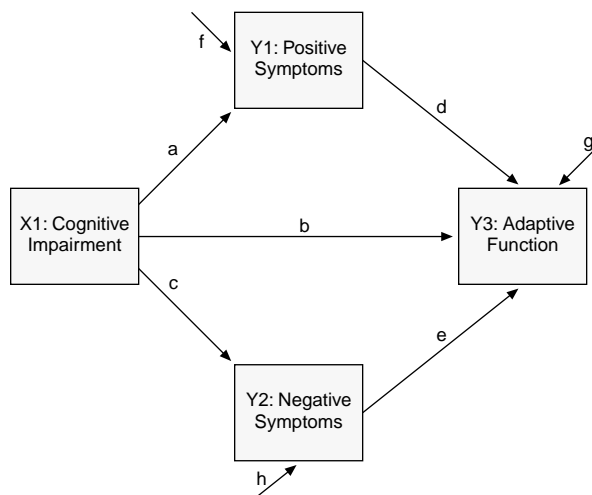 f
Y1: Positive
Symptoms
d
a
g
X1: Cognitive
Impairment
b
Y3: Adaptive
Function
c
e
Y2: Negative
Symptoms
h